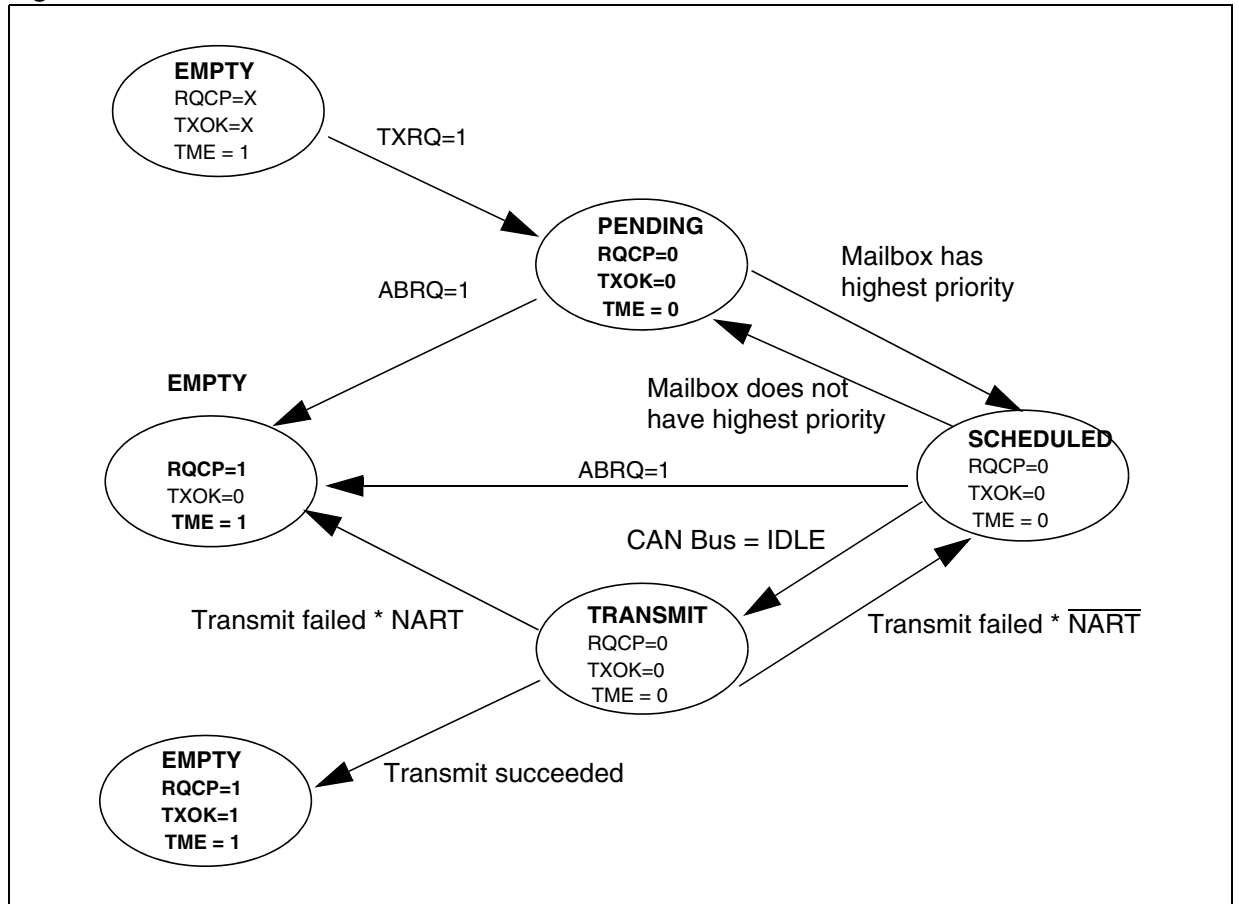 EMPTY
RQCP=X
TXOK=X
TME = 1
TXRQ=1
PENDING
RQCP=0
TXOK=0
TME = 0
Mailbox has
highest priority
ABRQ=1
EMPTY
Mailbox does not
have highest priority
RQCP=1
TXOK=0
TME = 1
ABRQ=1
SCHEDULED
RQCP=0
TXOK=0
TME = 0
CAN Bus = IDLE
Transmit failed * NART
TRANSMIT
RQCP=0
TXOK=0
TME = 0
Transmit failed * N̅A̅R̅T̅
EMPTY
RQCP=1
TXOK=1
TME = 1
Transmit succeeded